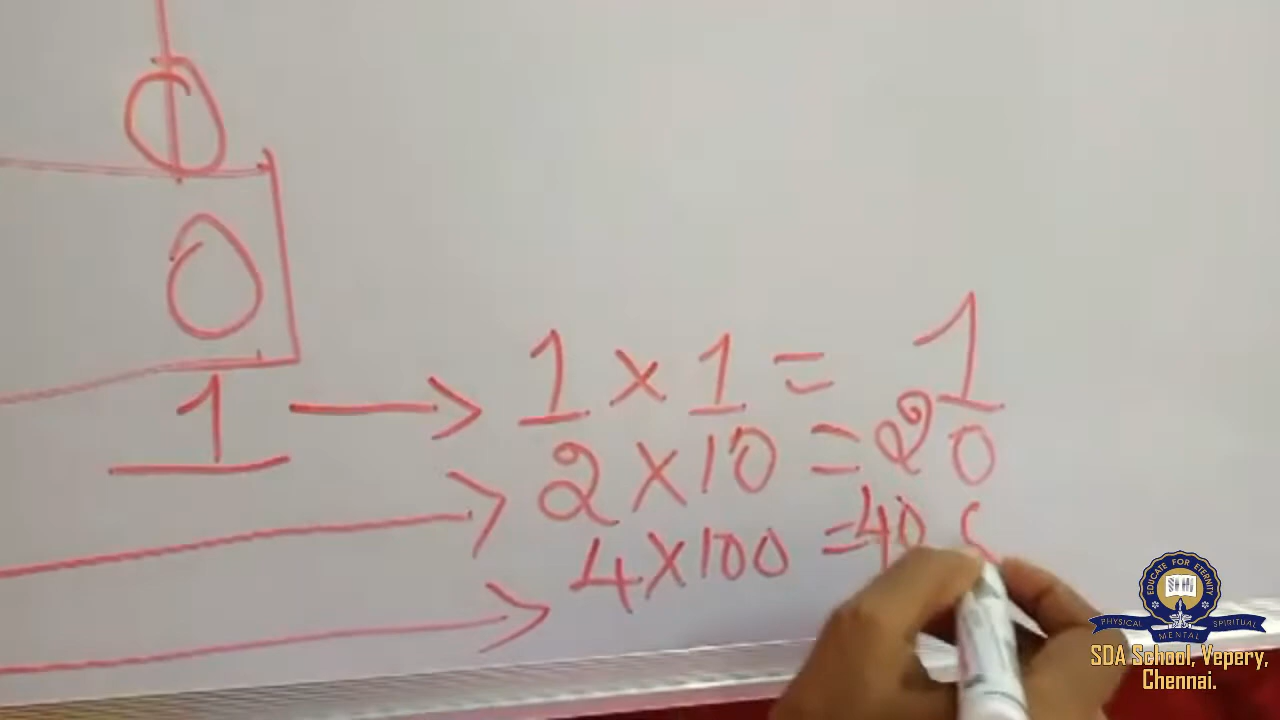 0
0
1
1 × 1 = 1
2 × 10 = 20
4 × 100 = 40
EDUCATE FOR ETERNITY
PHYSICAL MENTAL SPIRITUAL
SDA School, Vepery,
Chennai.